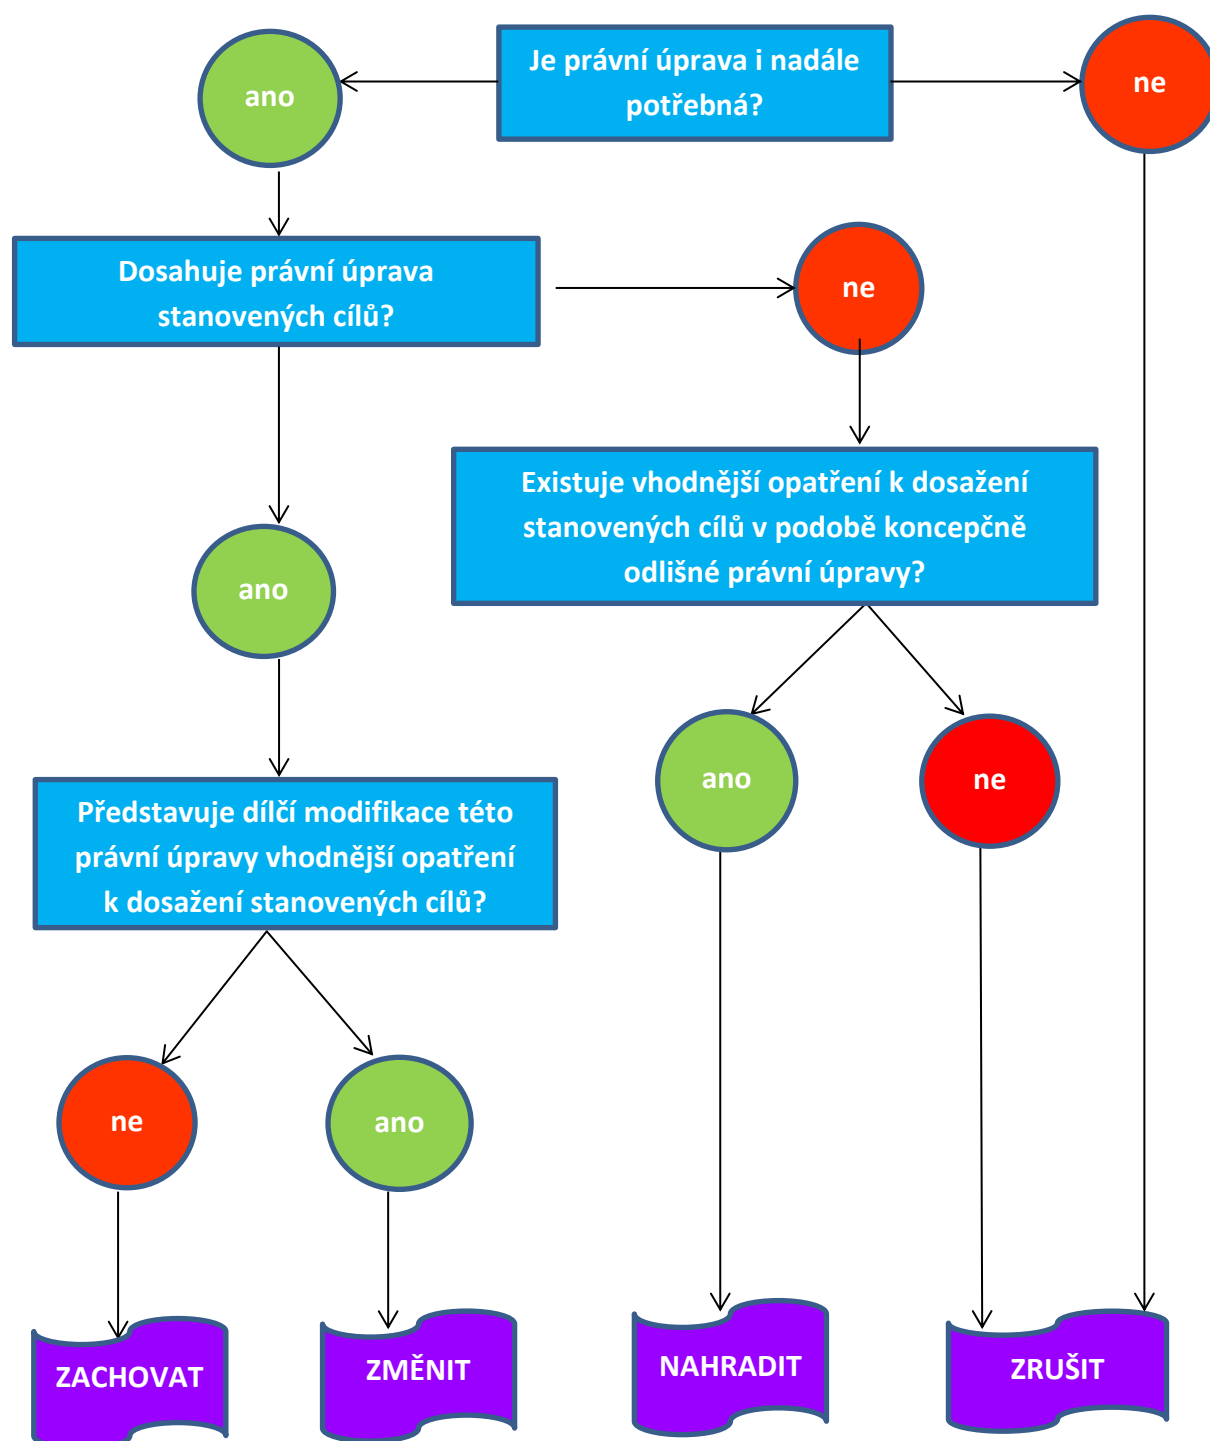 Je právní úprava i nadále
potřebná?
ano
ne
Dosahuje právní úprava
stanovených cílů?
ne
Existuje vhodnější opatření k dosažení
stanovených cílů v podobě koncepčně
odlišné právní úpravy?
ano
ano
ne
Představuje dílčí modifikace této
právní úpravy vhodnější opatření
k dosažení stanovených cílů?
ne
ano
ZACHOVAT
ZMĚNIT
NAHRADIT
ZRUŠIT